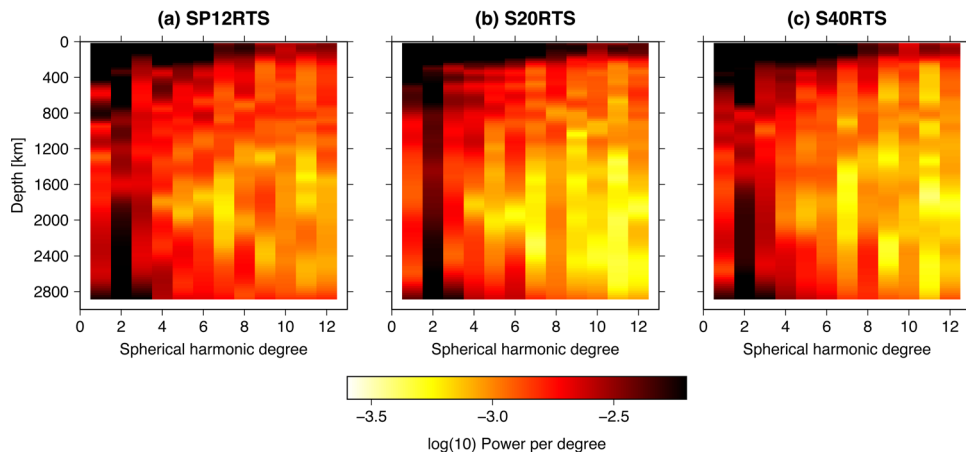 (a) SP12RTS (b) S20RTS (c) S40RTS
0
400
800
1200
1600
2000
2400
2800
Depth [km]
0 2 4 6 8 10 12 0 2 4 6 8 10 12 0 2 4 6 8 10 12
Spherical harmonic degree Spherical harmonic degree Spherical harmonic degree
−3.5 −3.0 −2.5
log(10) Power per degree